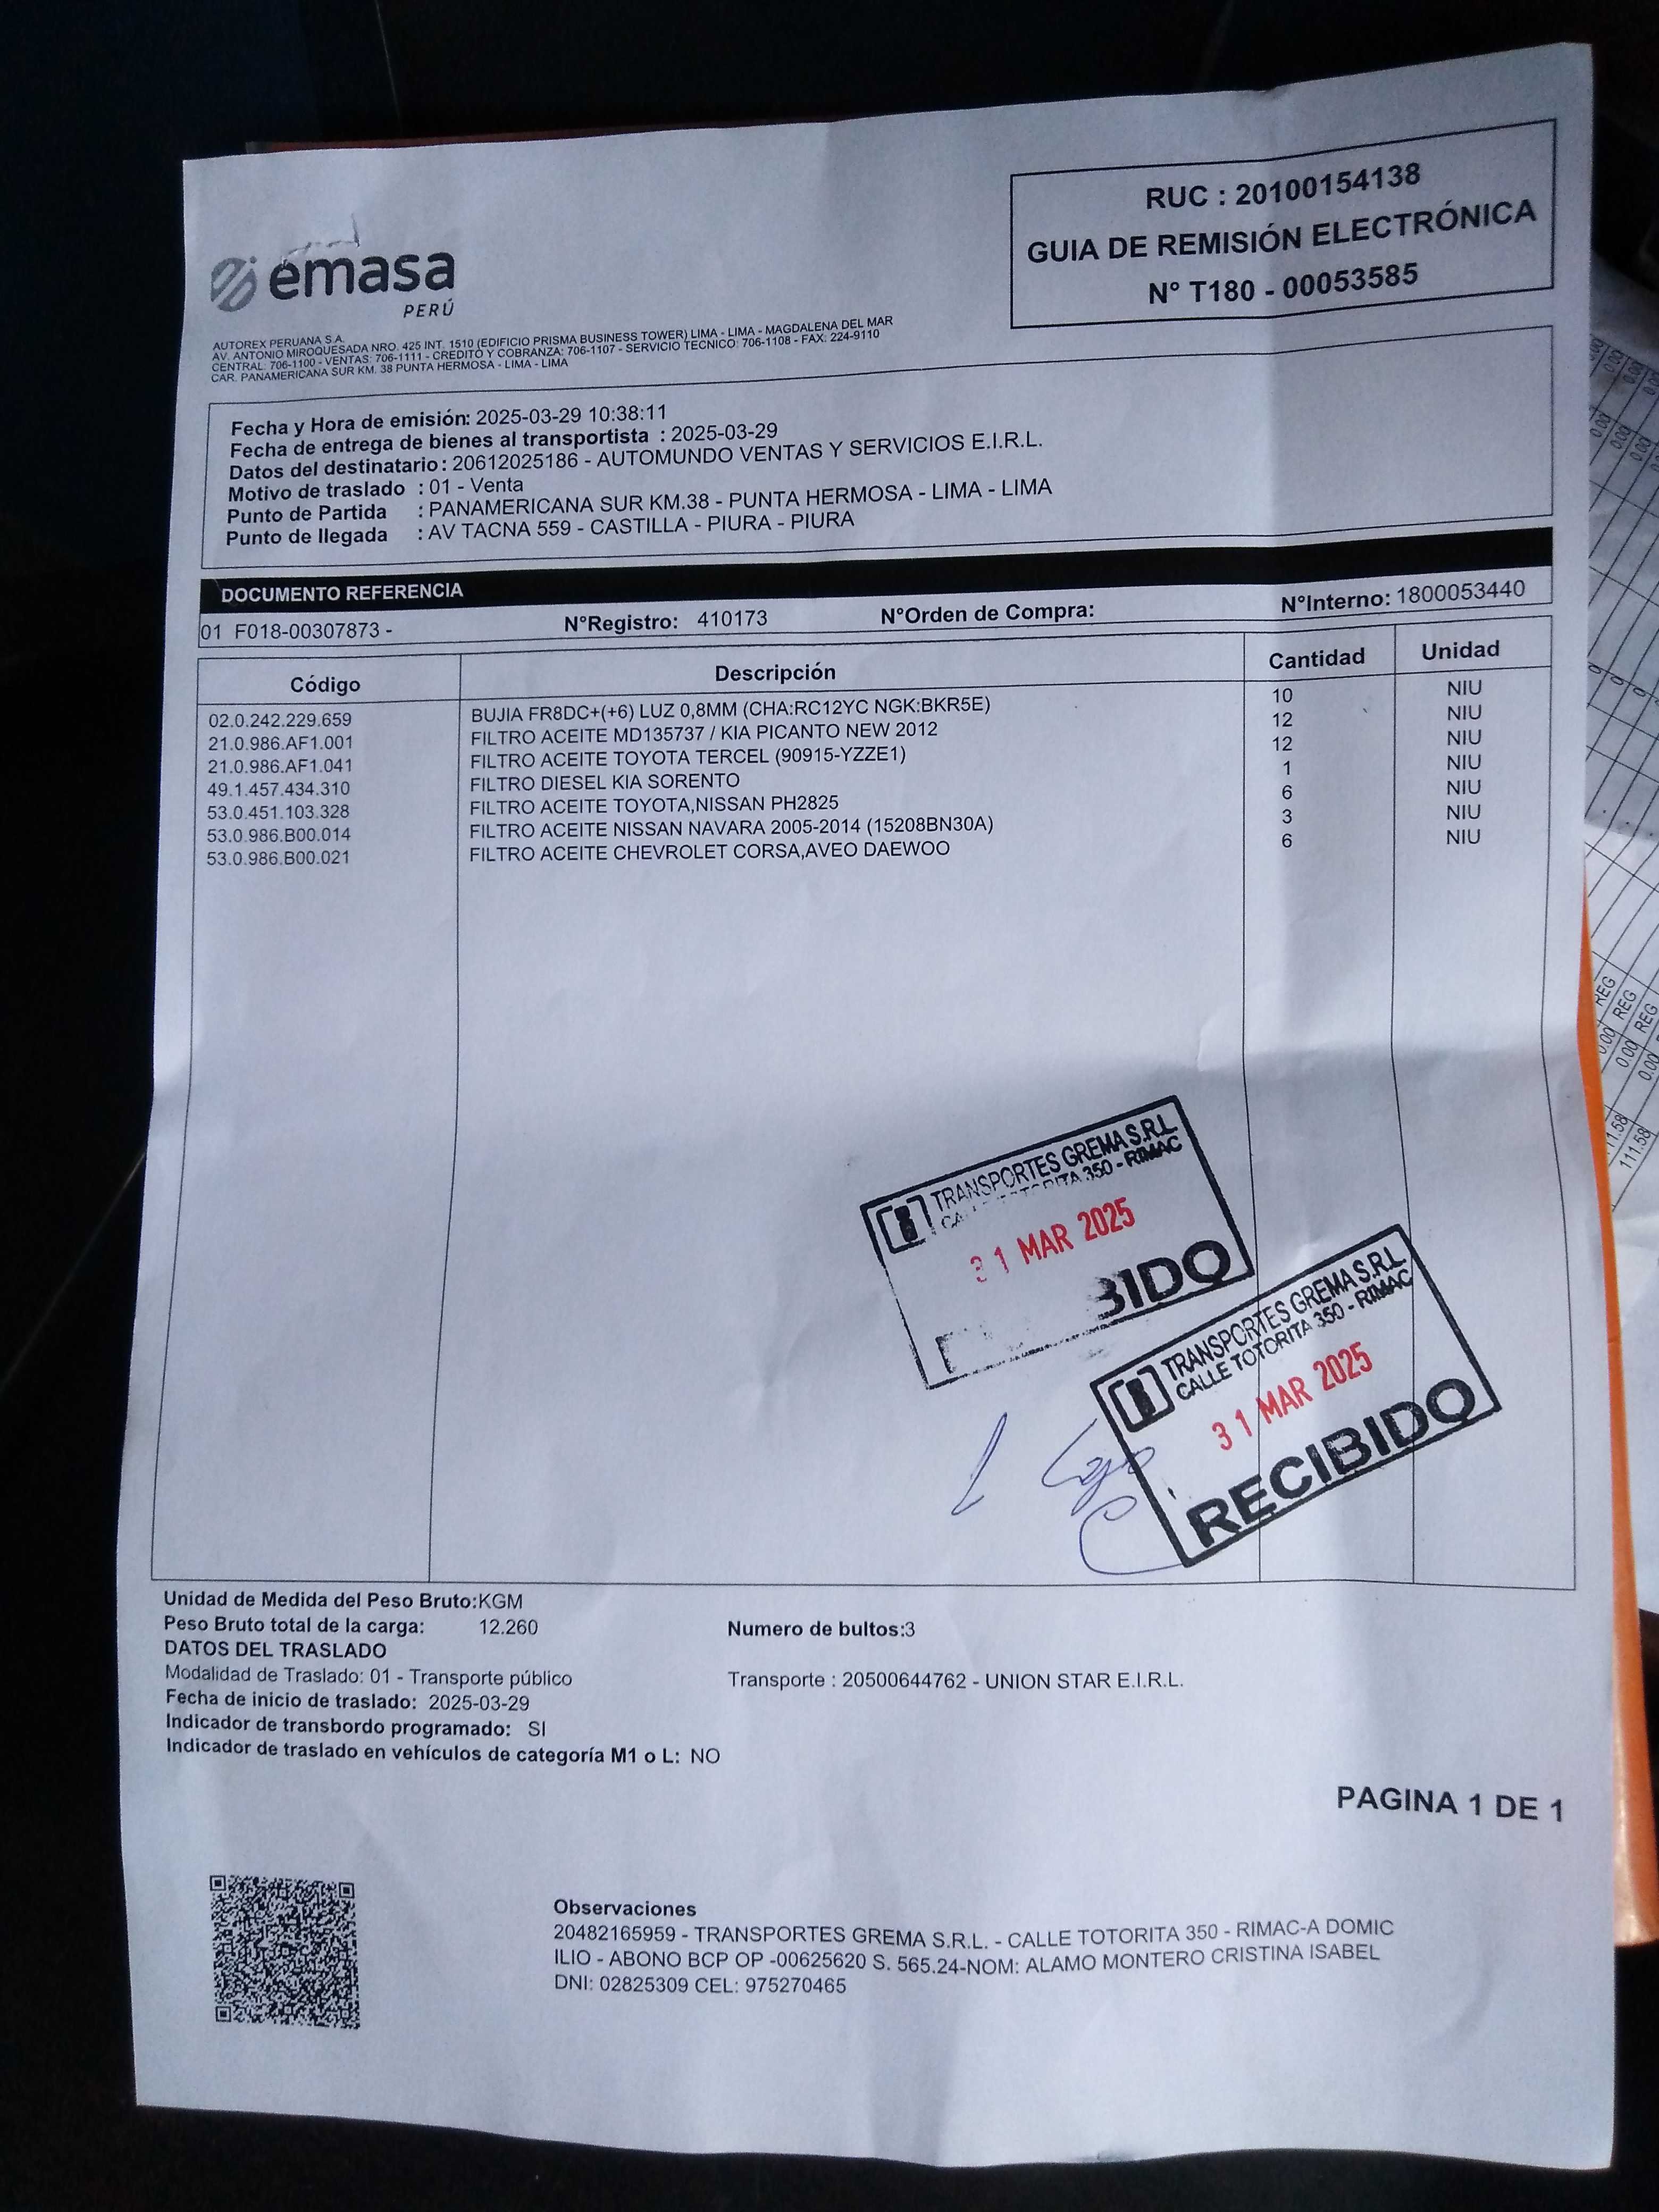 RUC : 20100154138
GUIA DE REMISIÓN ELECTRÓNICA
N° T180 - 00053585
emasa
PERÚ
AUTOREX PERUANA S.A.
AV. ANTONIO MIROQUESADA NRO. 425 INT. 1510 (EDIFICIO PRISMA BUSINESS TOWER) LIMA - LIMA - MAGDALENA DEL MAR
CENTRAL: 706-1100 - VENTAS: 706-1111 - CREDITO Y COBRANZA: 706-1107 - SERVICIO TECNICO: 706-1108 - FAX: 224-9110
CAR. PANAMERICANA SUR KM. 38 PUNTA HERMOSA - LIMA - LIMA
Fecha y Hora de emisión: 2025-03-29 10:38:11
Fecha de entrega de bienes al transportista : 2025-03-29
Datos del destinatario : 20612025186 - AUTOMUNDO VENTAS Y SERVICIOS E.I.R.L.
Motivo de traslado : 01 - Venta
Punto de Partida : PANAMERICANA SUR KM.38 - PUNTA HERMOSA - LIMA - LIMA
Punto de llegada : AV TACNA 559 - CASTILLA - PIURA - PIURA
DOCUMENTO REFERENCIA
01 F018-00307873 - N°Registro: 410173 N°Orden de Compra: N°Interno: 1800053440
Código Descripción Cantidad Unidad
02.0.242.229.659 BUJIA FR8DC+(+6) LUZ 0,8MM (CHA:RC12YC NGK:BKR5E) 10 NIU
21.0.986.AF1.001 FILTRO ACEITE MD135737 / KIA PICANTO NEW 2012 12 NIU
21.0.986.AF1.041 FILTRO ACEITE TOYOTA TERCEL (90915-YZZE1) 12 NIU
49.1.457.434.310 FILTRO DIESEL KIA SORENTO 1 NIU
53.0.451.103.328 FILTRO ACEITE TOYOTA,NISSAN PH2825 6 NIU
53.0.986.B00.014 FILTRO ACEITE NISSAN NAVARA 2005-2014 (15208BN30A) 3 NIU
53.0.986.B00.021 FILTRO ACEITE CHEVROLET CORSA,AVEO DAEWOO 6 NIU
TRANSPORTES GREMA S.R.L
350 - RIMAC
31 MAR 2025
BIDO
TRANSPORTES GREMA S.R.L
CALLE TOTORITA 350 - RIMAC
31 MAR 2025
RECIBIDO
Unidad de Medida del Peso Bruto:KGM
Peso Bruto total de la carga: 12.260 Numero de bultos:3
DATOS DEL TRASLADO
Modalidad de Traslado: 01 - Transporte público Transporte : 20500644762 - UNION STAR E.I.R.L.
Fecha de inicio de traslado: 2025-03-29
Indicador de transbordo programado: SI
Indicador de traslado en vehículos de categoría M1 o L: NO
PAGINA 1 DE 1
Observaciones
20482165959 - TRANSPORTES GREMA S.R.L. - CALLE TOTORITA 350 - RIMAC-A DOMIC
ILIO - ABONO BCP OP -00625620 S. 565.24-NOM: ALAMO MONTERO CRISTINA ISABEL
DNI: 02825309 CEL: 975270465